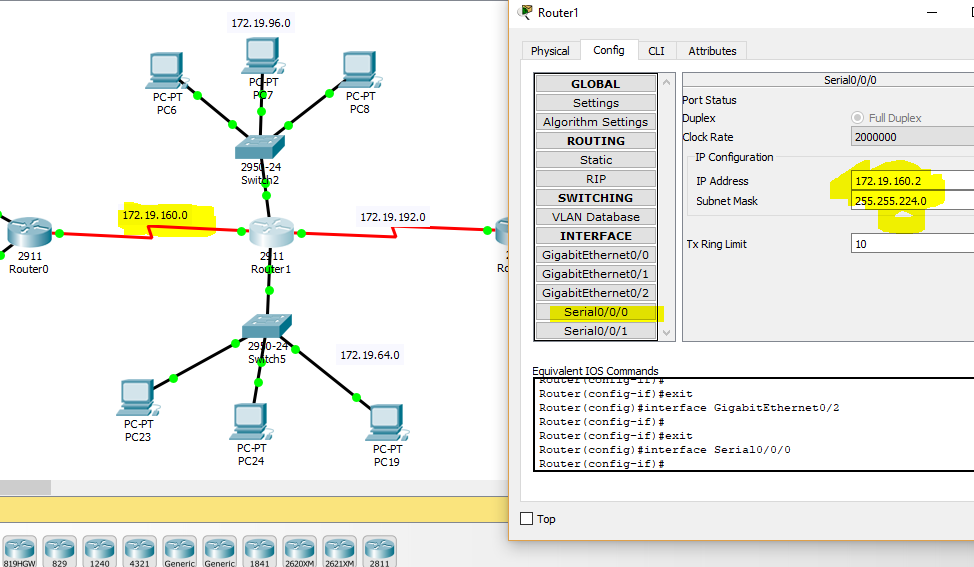 172.19.96.0
PC-PT
PC6
PC-PT
PC7
PC-PT
PC8
2950-24
Switch2
172.19.160.0
172.19.192.0
2911
Router0
2911
Router1
2950-24
Switch5
172.19.64.0
PC-PT
PC23
PC-PT
PC24
PC-PT
PC19
819HGW
829
1240
4321
Generic
Generic
1841
2620XM
2621XM
2811
Router1
Physical
Config
CLI
Attributes
GLOBAL
Settings
Algorithm Settings
ROUTING
Static
RIP
SWITCHING
VLAN Database
INTERFACE
GigabitEthernet0/0
GigabitEthernet0/1
GigabitEthernet0/2
Serial0/0/0
Serial0/0/1
Serial0/0/0
Port Status
Duplex
Full Duplex
Clock Rate
2000000
IP Configuration
IP Address
172.19.160.2
Subnet Mask
255.255.224.0
Tx Ring Limit
10
Equivalent IOS Commands
Router(config-if)#
Router(config-if)#exit
Router(config)#interface GigabitEthernet0/2
Router(config-if)#
Router(config-if)#exit
Router(config)#interface Serial0/0/0
Router(config-if)#
Top